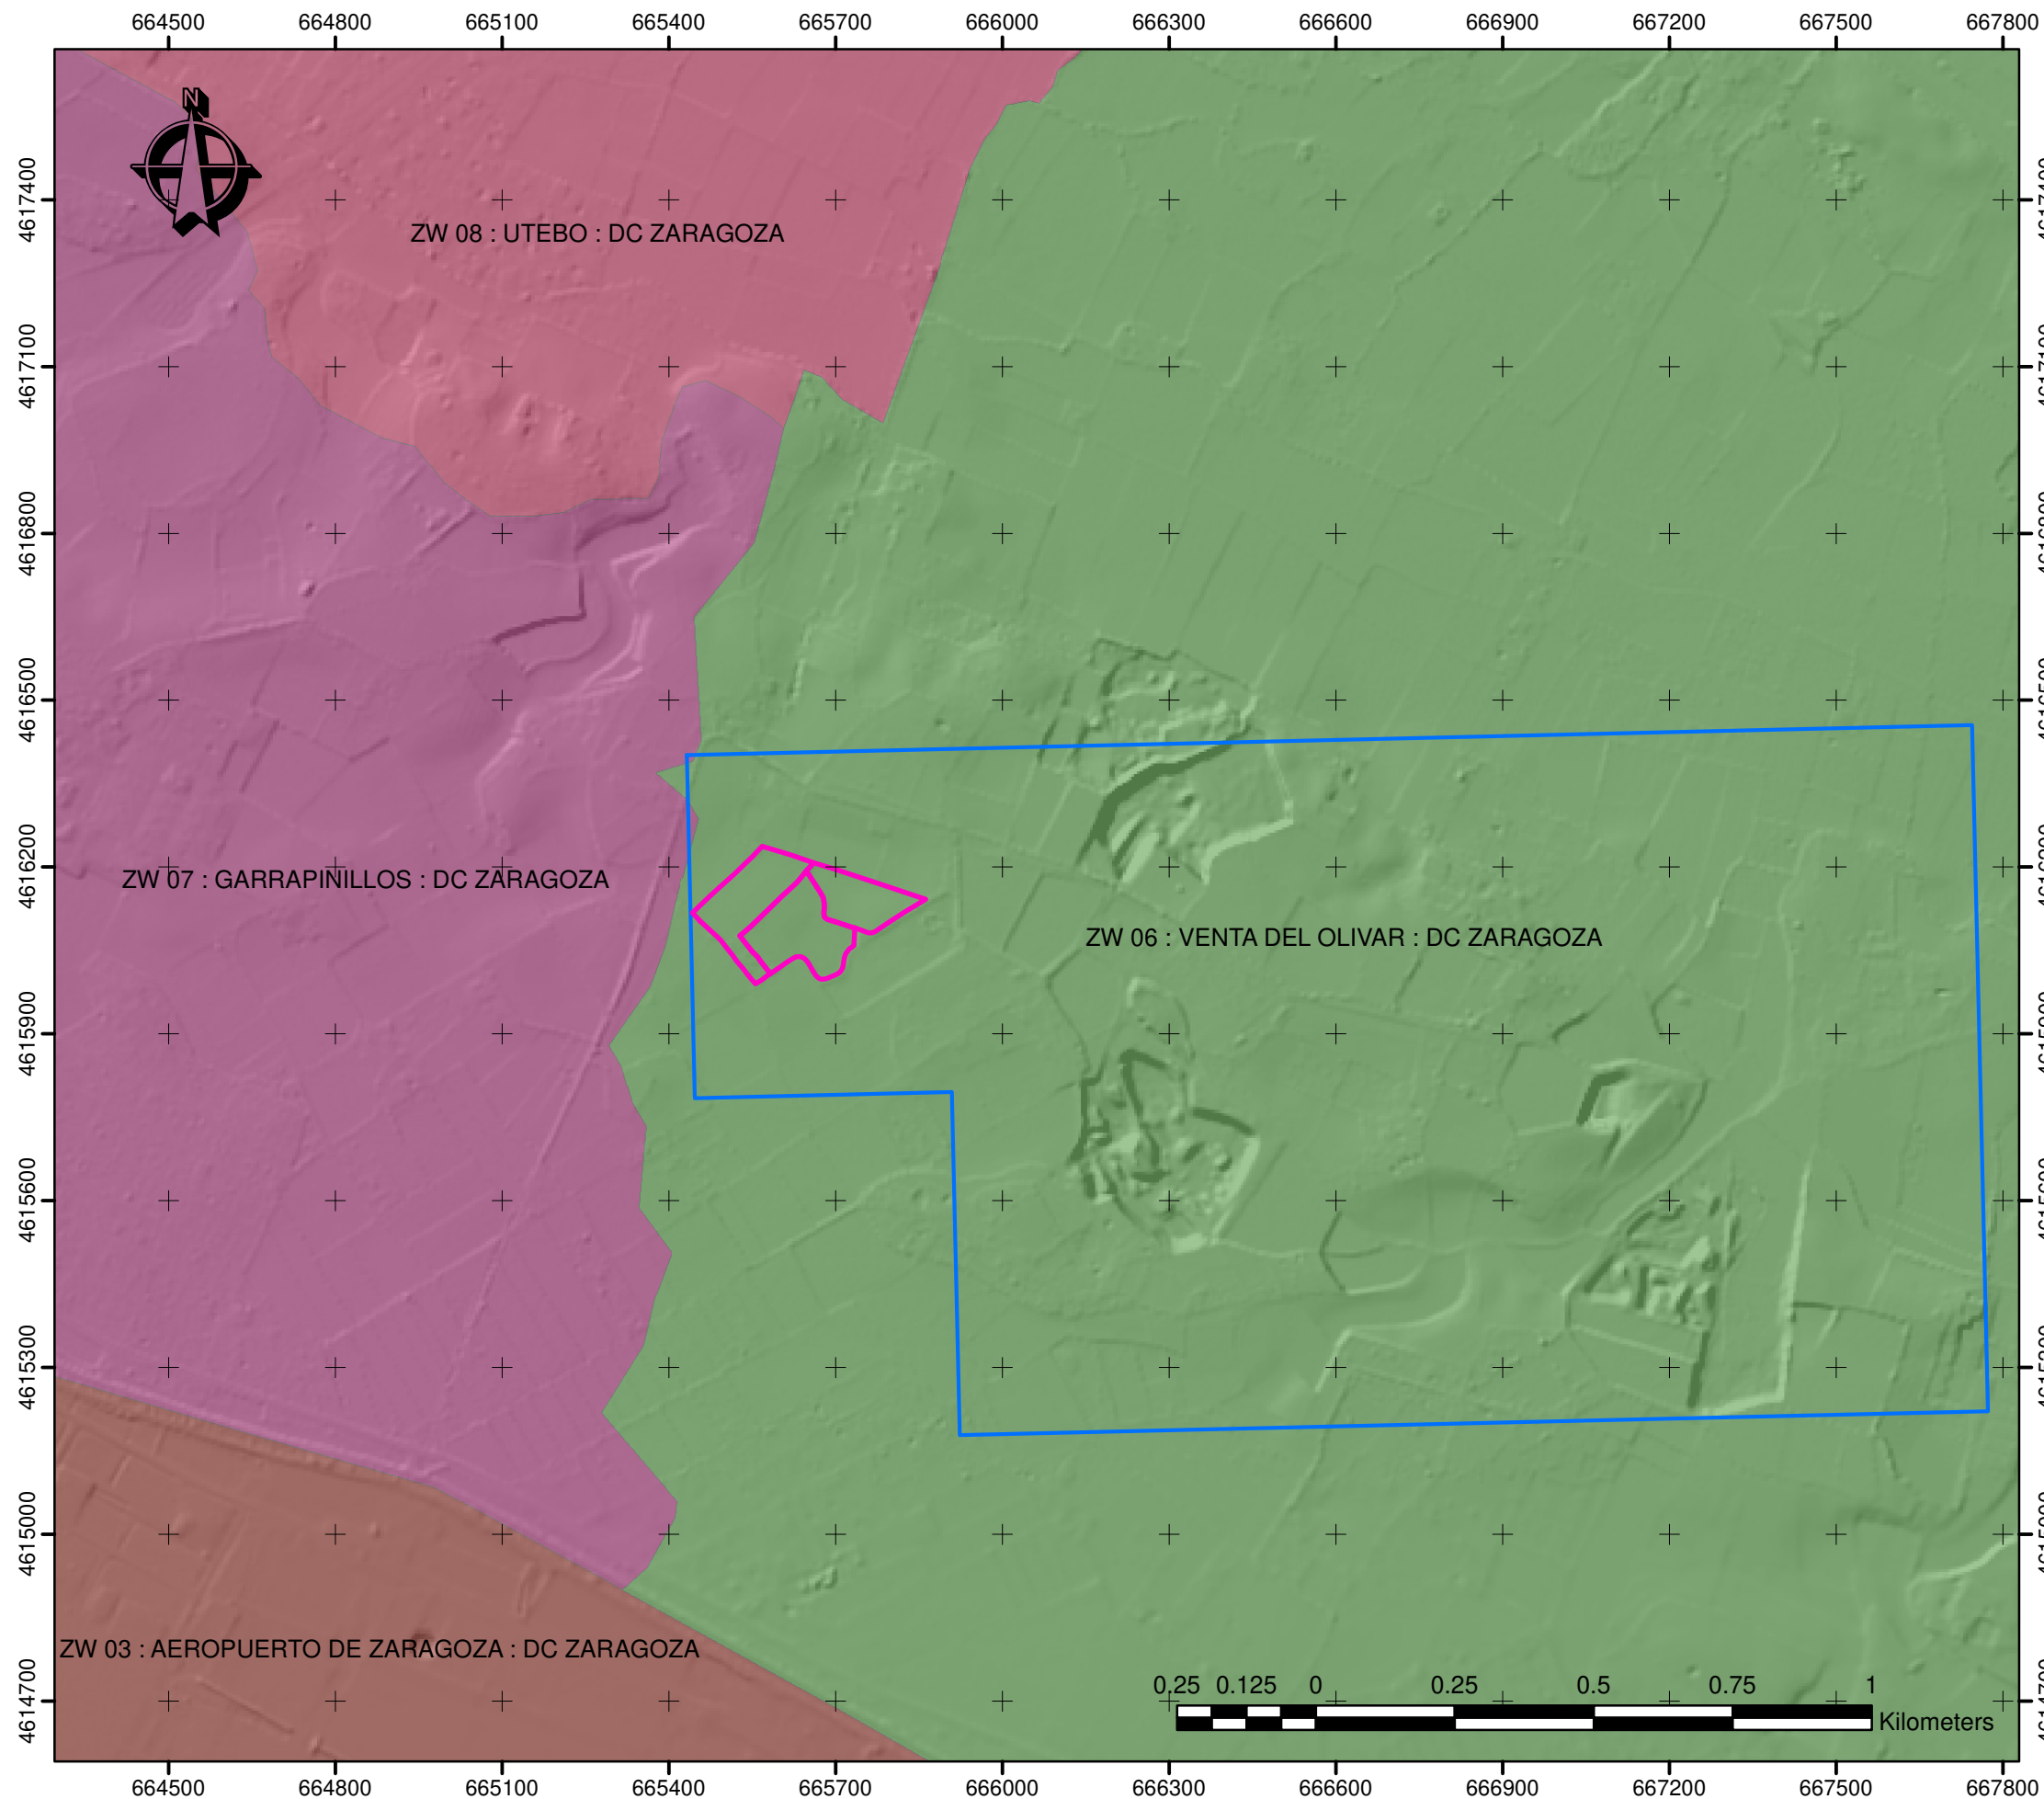 664500 664800 665100 665400 665700 666000 666300 666600 666900 667200 667500 667800
N
4617400
ZW 08 : UTEBO : DC ZARAGOZA
4617100
4616800
4616500
4616200
ZW 07 : GARRAPINILLOS : DC ZARAGOZA
ZW 06 : VENTA DEL OLIVAR : DC ZARAGOZA
4615900
4615600
4615300
4615000
ZW 03 : AEROPUERTO DE ZARAGOZA : DC ZARAGOZA
4614700
0.25 0.125 0 0.25 0.5 0.75 1
Kilometers
664500 664800 665100 665400 665700 666000 666300 666600 666900 667200 667500 667800